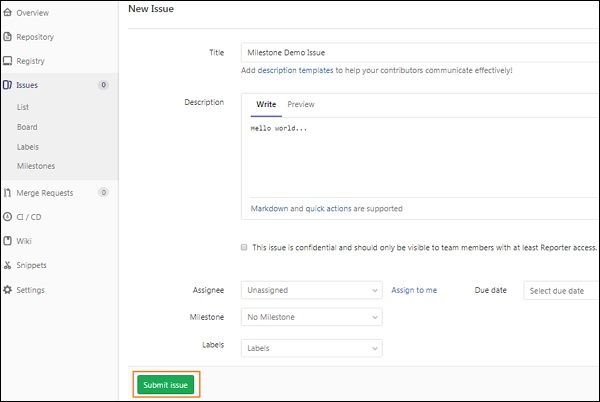 Overview
Repository
Registry
Issues 0
List
Board
Labels
Milestones
Merge Requests 0
CI / CD
Wiki
Snippets
Settings
New Issue
Title Milestone Demo Issue
Add description templates to help your contributors communicate effectively!
Description Write Preview
Hello world...
Markdown and quick actions are supported
This issue is confidential and should only be visible to team members with at least Reporter access.
Assignee Unassigned Assign to me Due date Select due date
Milestone No Milestone
Labels Labels
Submit issue